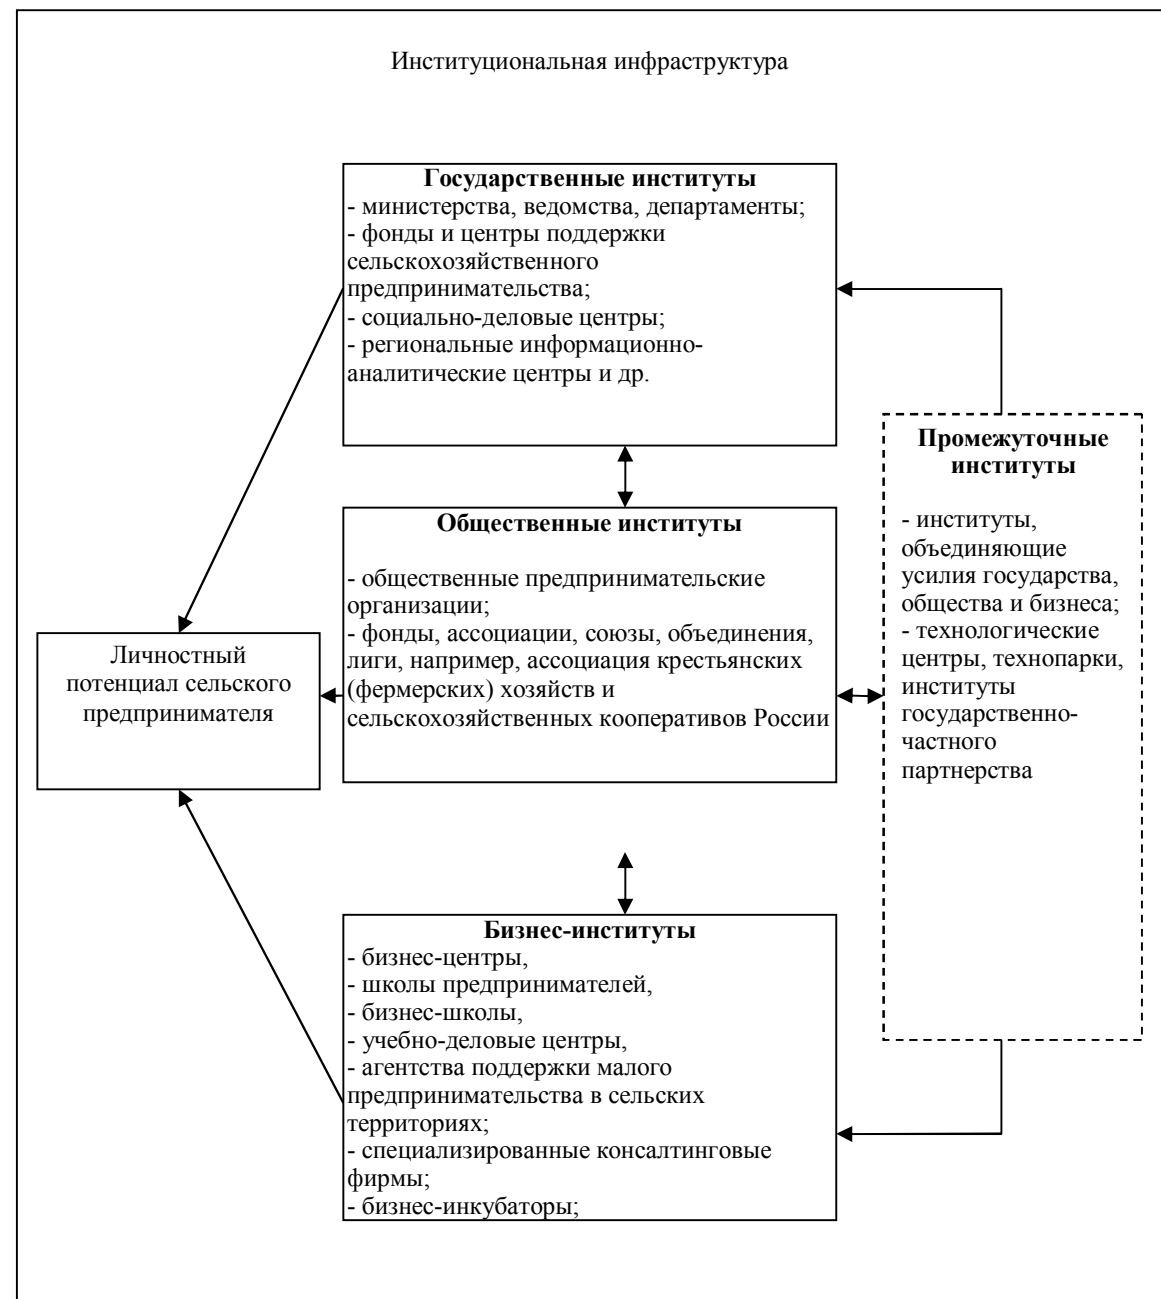 Институциональная инфраструктура
Государственные институты
- министерства, ведомства, департаменты;
- фонды и центры поддержки
сельскохозяйственного
предпринимательства;
- социально-деловые центры;
- региональные информационно-
аналитические центры и др.
Промежуточные
институты
- институты,
объединяющие
усилия государства,
общества и бизнеса;
- технологические
центры, технопарки,
институты
государственно-
частного
партнерства
Общественные институты
- общественные предпринимательские
организации;
- фонды, ассоциации, союзы, объединения,
лиги, например, ассоциация крестьянских
(фермерских) хозяйств и
сельскохозяйственных кооперативов России
Личностный
потенциал сельского
предпринимателя
Бизнес-институты
- бизнес-центры,
- школы предпринимателей,
- бизнес-школы,
- учебно-деловые центры,
- агентства поддержки малого
предпринимательства в сельских
территориях;
- специализированные консалтинговые
фирмы;
- бизнес-инкубаторы;